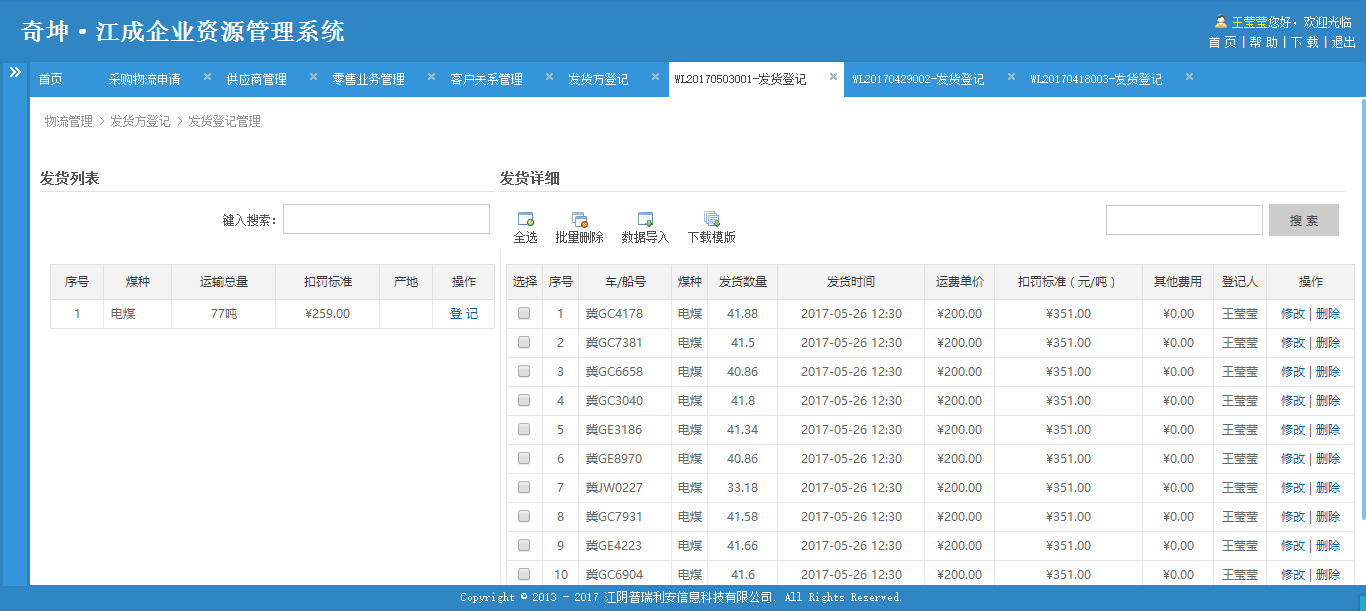 奇坤·江成企业资源管理系统
王莹莹您好，欢迎光临
首 页 | 帮 助 | 下 载 | 退出
首页 采购物流申请 × 供应商管理 × 零售业务管理 × 客户关系管理 × 发货方登记 × WL20170503001-发货登记 × WL20170429002-发货登记 × WL20170418003-发货登记 ×
物流管理 > 发货方登记 > 发货登记管理
发货列表
键入搜索:
序号 煤种 运输总量 扣罚标准 产地 操作
1 电煤 77吨 ¥259.00 登 记
发货详细
全选 批量删除 数据导入 下载模版
搜 索
选择 序号 车/船号 煤种 发货数量 发货时间 运费单价 扣罚标准（元/吨） 其他费用 登记人 操作
1 冀GC4178 电煤 41.88 2017-05-26 12:30 ¥200.00 ¥351.00 ¥0.00 王莹莹 修改 | 删除
2 冀GC7381 电煤 41.5 2017-05-26 12:30 ¥200.00 ¥351.00 ¥0.00 王莹莹 修改 | 删除
3 冀GC6658 电煤 40.86 2017-05-26 12:30 ¥200.00 ¥351.00 ¥0.00 王莹莹 修改 | 删除
4 冀GC3040 电煤 41.8 2017-05-26 12:30 ¥200.00 ¥351.00 ¥0.00 王莹莹 修改 | 删除
5 冀GE3186 电煤 41.34 2017-05-26 12:30 ¥200.00 ¥351.00 ¥0.00 王莹莹 修改 | 删除
6 冀GE8970 电煤 40.86 2017-05-26 12:30 ¥200.00 ¥351.00 ¥0.00 王莹莹 修改 | 删除
7 冀JW0227 电煤 33.18 2017-05-26 12:30 ¥200.00 ¥351.00 ¥0.00 王莹莹 修改 | 删除
8 冀GC7931 电煤 41.58 2017-05-26 12:30 ¥200.00 ¥351.00 ¥0.00 王莹莹 修改 | 删除
9 冀GE4223 电煤 41.66 2017-05-26 12:30 ¥200.00 ¥351.00 ¥0.00 王莹莹 修改 | 删除
10 冀GC6904 电煤 41.6 2017-05-26 12:30 ¥200.00 ¥351.00 ¥0.00 王莹莹 修改 | 删除
Copyright © 2013 - 2017 江阴普瑞利安信息科技有限公司. All Rights Reserved.